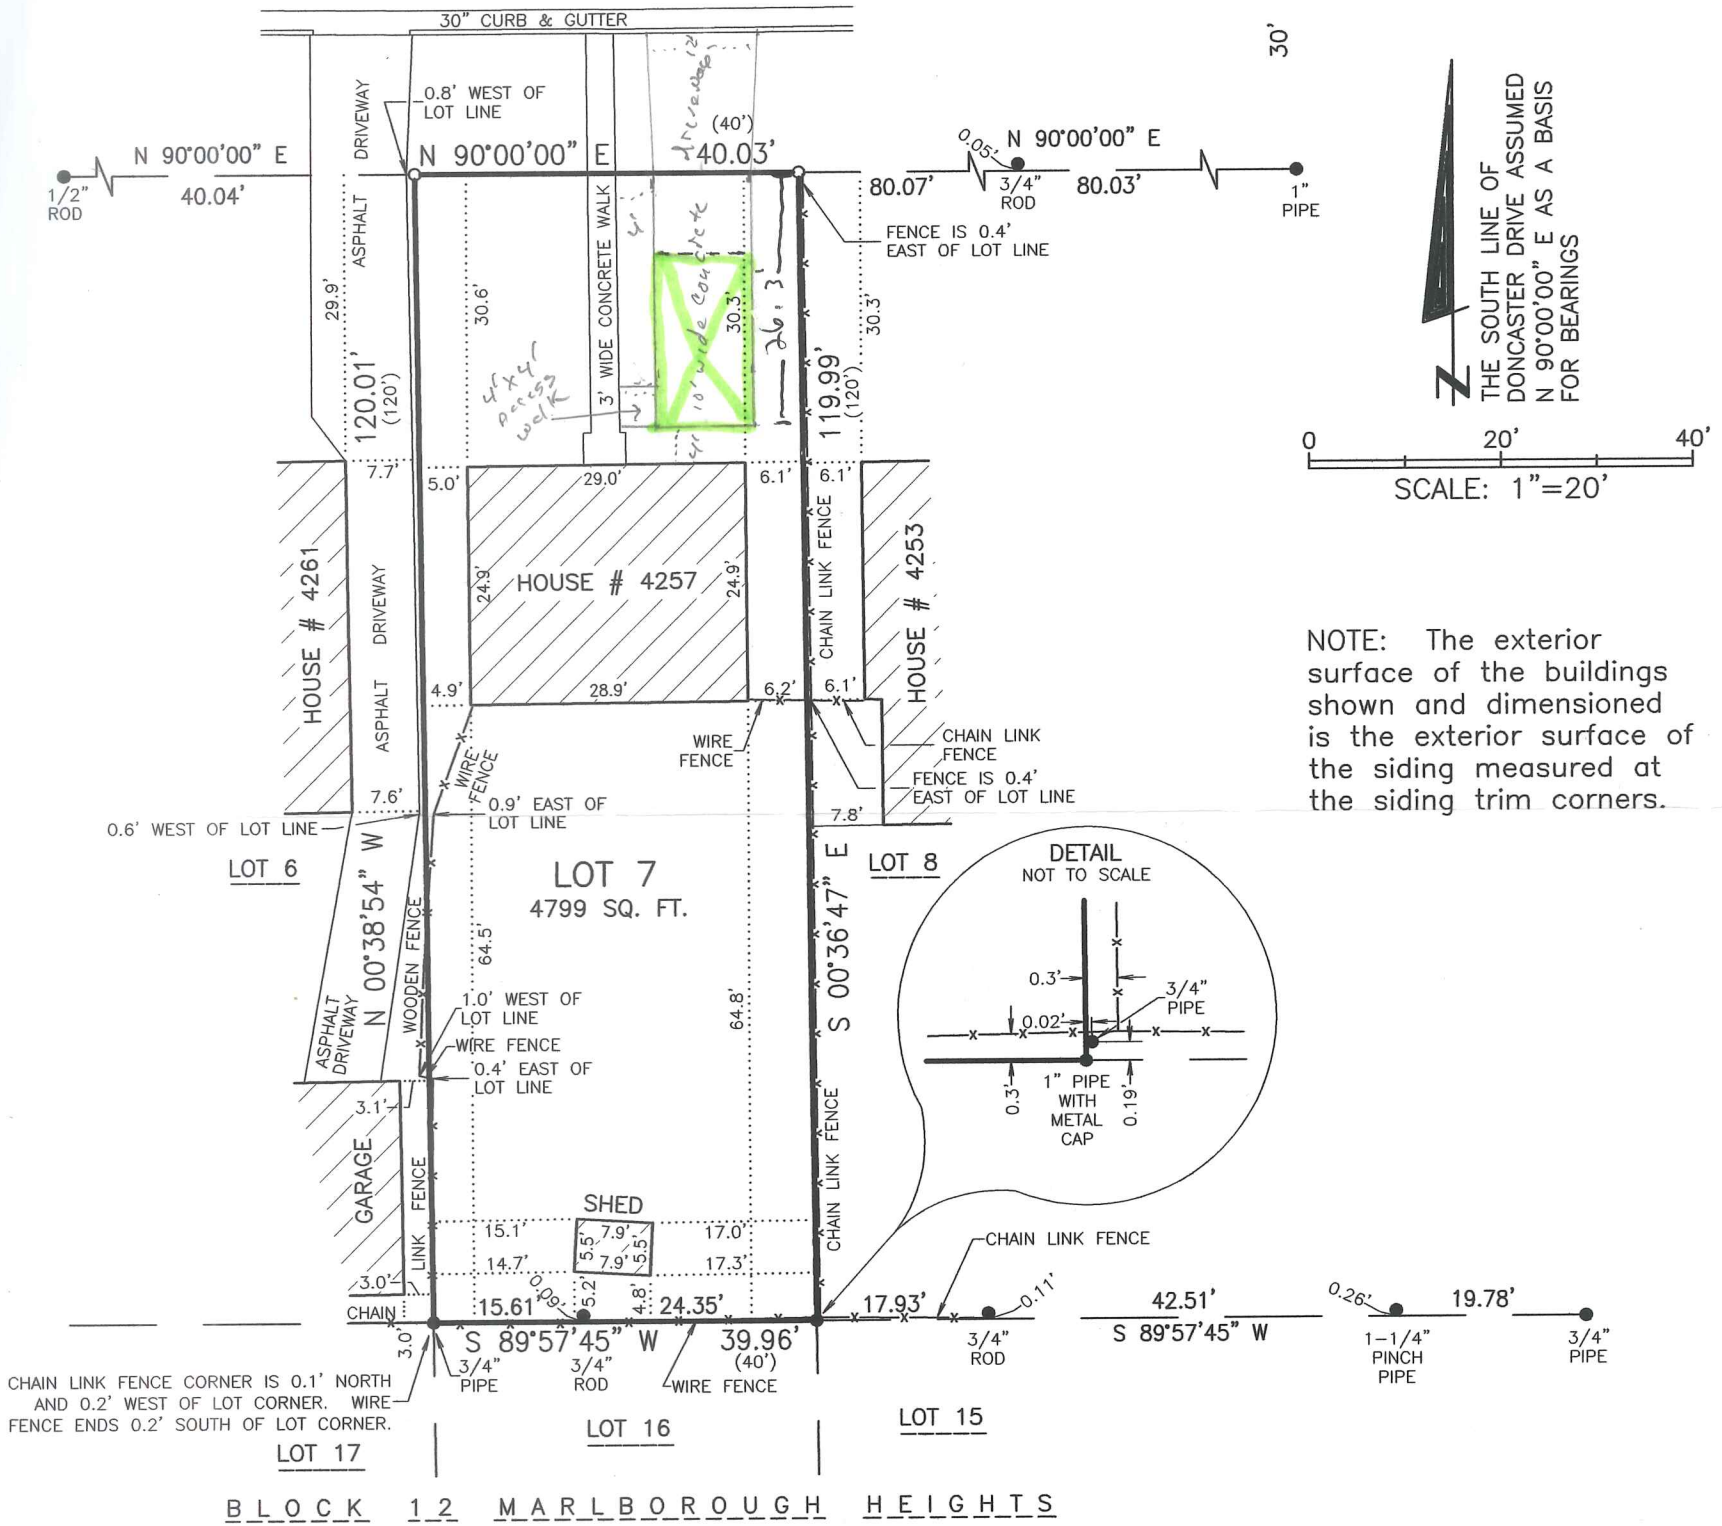 30" CURB & GUTTER
30'
12'
driveway
0.8' WEST OF
LOT LINE
ASPHALT DRIVEWAY
(40')
N 90°00'00" E
40.04'
1/2"
ROD
N 90°00'00" E 40.03'
0.05'
N 90°00'00" E
80.07'
3/4"
ROD
80.03'
1"
PIPE
FENCE IS 0.4'
EAST OF LOT LINE
THE SOUTH LINE OF
DONCASTER DRIVE ASSUMED
N 90°00'00" E AS A BASIS
FOR BEARINGS
N
0 20' 40'
SCALE: 1"=20'
29.9'
120.01'
(120')
30.6'
3' WIDE CONCRETE WALK
4'
10' wide concrete
30.3'
26.3'
119.99'
(120')
30.3'
4'x4'
access
walk
4'
7.7'
5.0'
29.0'
6.1'
6.1'
HOUSE # 4261
ASPHALT DRIVEWAY
24.9'
HOUSE # 4257
24.9'
CHAIN LINK FENCE
HOUSE # 4253
4.9'
28.9'
6.2'
6.1'
NOTE: The exterior
surface of the buildings
shown and dimensioned
is the exterior surface of
the siding measured at
the siding trim corners.
WIRE
FENCE
WIRE
FENCE
CHAIN LINK
FENCE
FENCE IS 0.4'
EAST OF LOT LINE
7.6'
0.9' EAST OF
LOT LINE
0.6' WEST OF LOT LINE
7.8'
LOT 6
LOT 7
4799 SQ. FT.
LOT 8
N 00°38'54" W
WOODEN FENCE
64.5'
64.8'
S 00°36'47" E
DETAIL
NOT TO SCALE
0.3'
3/4"
PIPE
0.02'
0.3'
1" PIPE
WITH
METAL
CAP
0.19'
ASPHALT
DRIVEWAY
1.0' WEST OF
LOT LINE
WIRE FENCE
0.4' EAST OF
LOT LINE
3.1'
GARAGE
CHAIN LINK FENCE
SHED
15.1'
7.9'
17.0'
5.5'
5.5'
14.7'
7.9'
17.3'
CHAIN LINK FENCE
3.0'
CHAIN LINK FENCE
3.0'
15.61'
0.09'
5.2'
4.8'
24.35'
17.93'
0.11'
42.51'
0.26'
19.78'
S 89°57'45" W 39.96'
(40')
3/4"
PIPE
3/4"
ROD
WIRE FENCE
3/4"
ROD
S 89°57'45" W
1-1/4"
PINCH
PIPE
3/4"
PIPE
CHAIN LINK FENCE CORNER IS 0.1' NORTH
AND 0.2' WEST OF LOT CORNER. WIRE
FENCE ENDS 0.2' SOUTH OF LOT CORNER.
LOT 17
LOT 16
LOT 15
BLOCK 12 MARLBOROUGH HEIGHTS